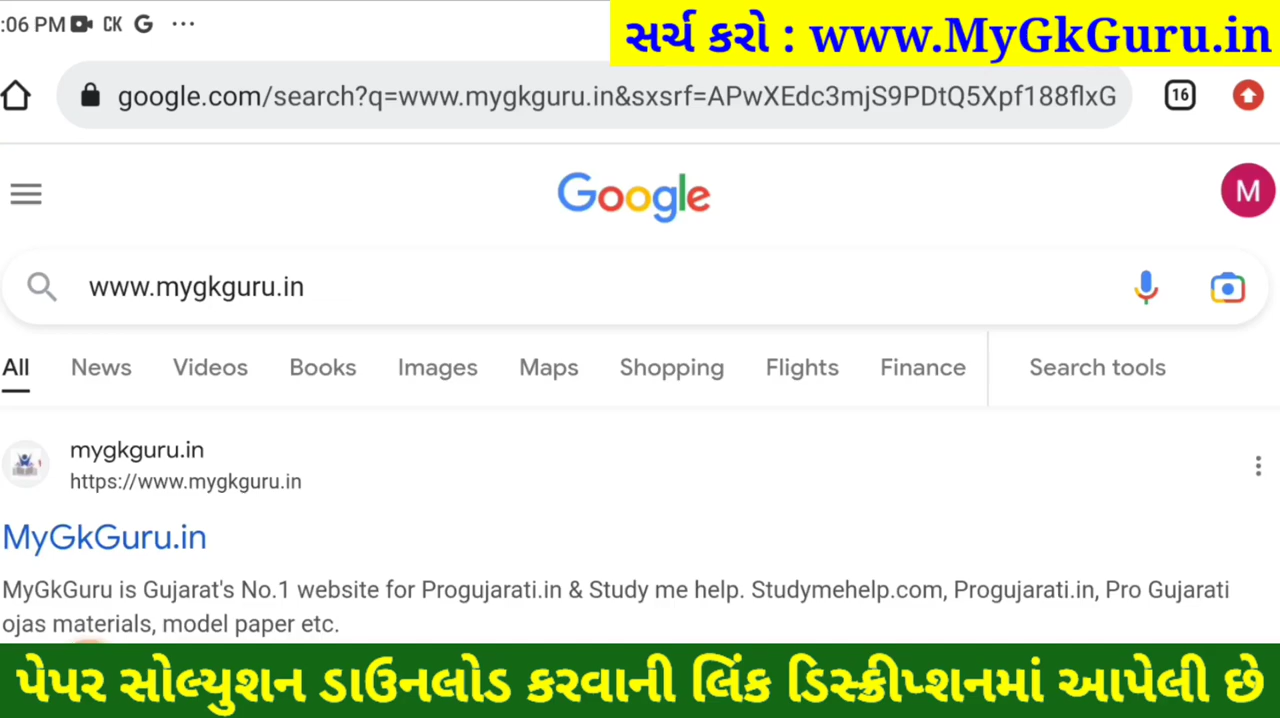 :06 PM CK G ...
સર્ચ કરો : www.MyGkGuru.in
google.com/search?q=www.mygkguru.in&sxsrf=APwXEdc3mjS9PDtQ5Xpf188flxG
16
Google
M
www.mygkguru.in
All News Videos Books Images Maps Shopping Flights Finance Search tools
mygkguru.in
https://www.mygkguru.in
MyGkGuru.in
MyGkGuru is Gujarat's No.1 website for Progujarati.in & Study me help. Studymehelp.com, Progujarati.in, Pro Gujarati
ojas materials, model paper etc.
પેપર સોલ્યુશન ડાઉનલોડ કરવાની લિંક ડિસ્ક્રીપ્શનમાં આપેલી છે